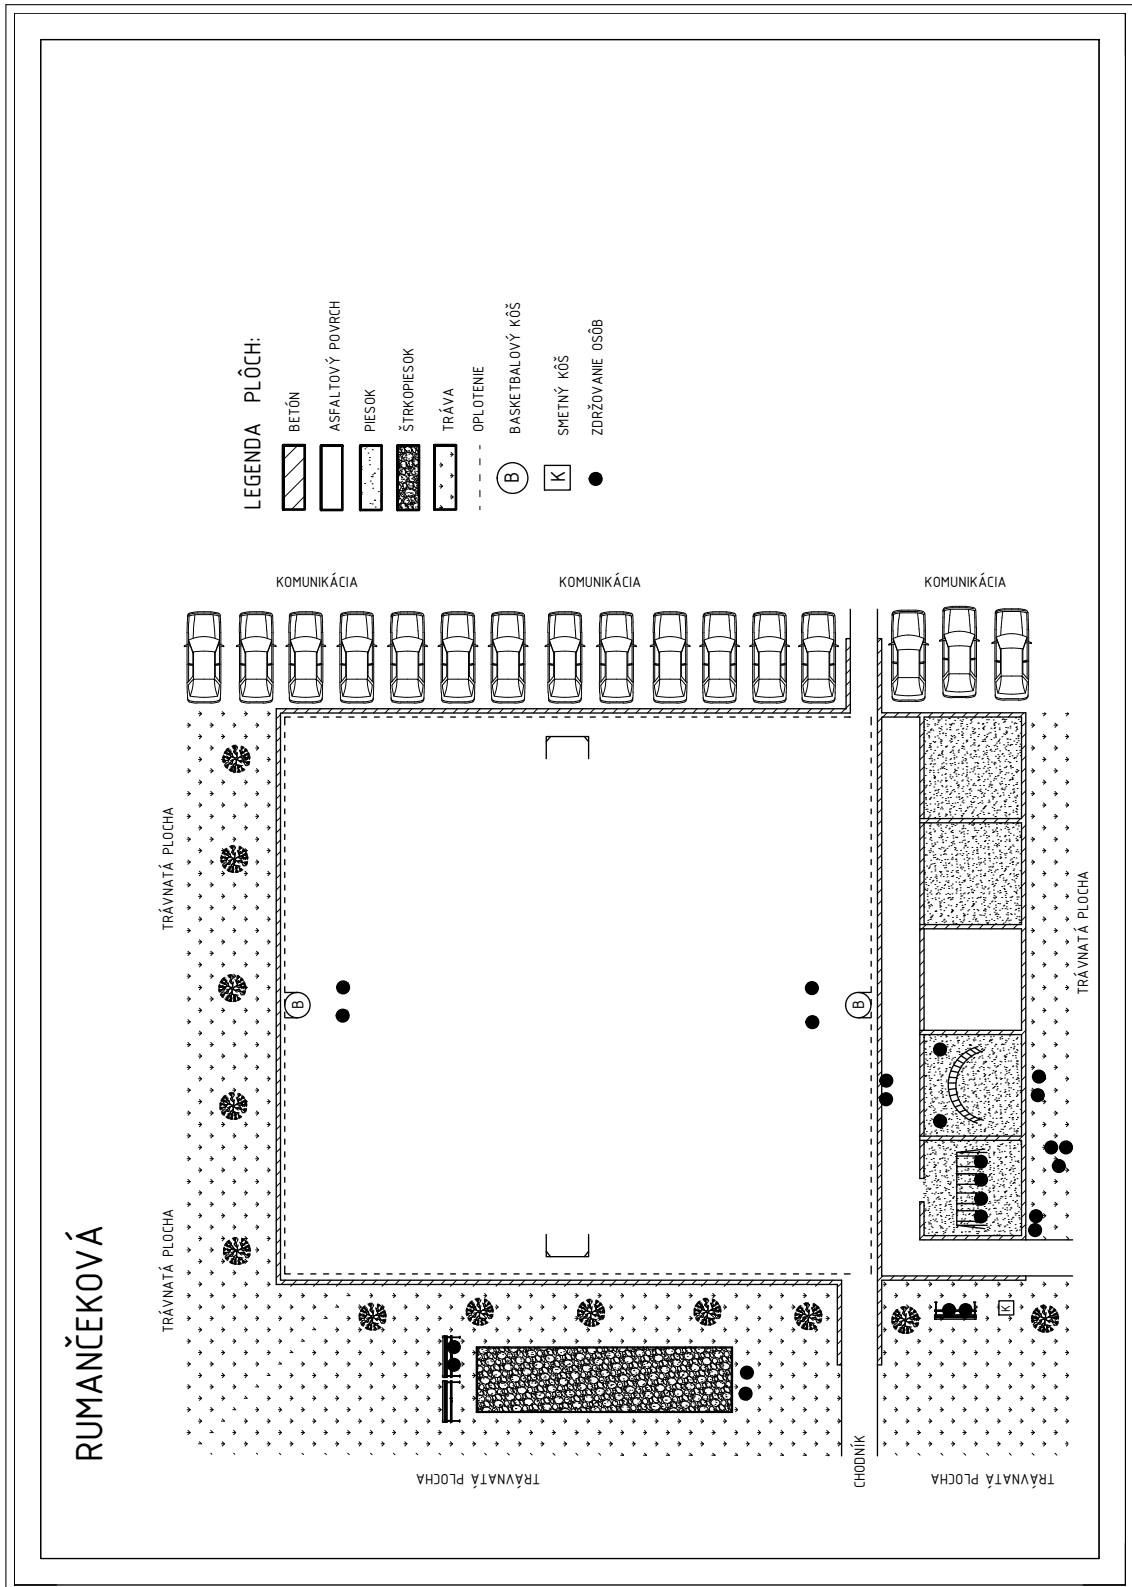 RUMANČEKOVÁ
TRÁVNATÁ PLOCHA
TRÁVNATÁ PLOCHA
LEGENDA PLÔCH:
BETÓN
ASFALTOVÝ POVRCH
PIESOK
ŠTRKOPIESOK
TRÁVA
OPLOTENIE
B
BASKETBALOVÝ KÔŠ
K
SMETNÝ KÔŠ
ZDRŽOVANIE OSÔB
KOMUNIKÁCIA
KOMUNIKÁCIA
KOMUNIKÁCIA
B
B
K
TRÁVNATÁ PLOCHA
CHODNÍK
TRÁVNATÁ PLOCHA
TRÁVNATÁ PLOCHA